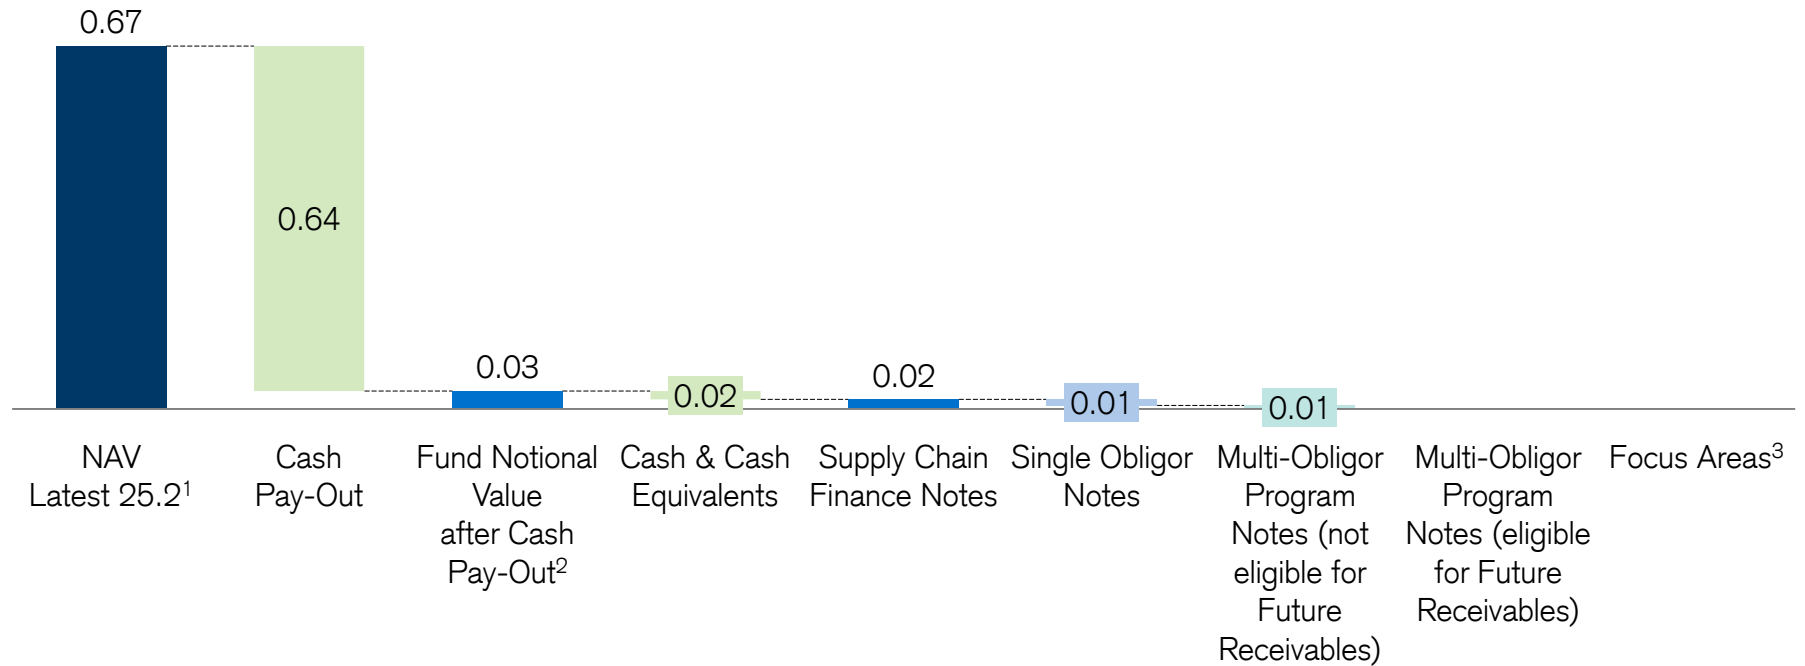 0.67
0.64
0.03
0.02
0.02
0.01
0.01
NAV
Latest 25.2¹
Cash
Pay-Out
Fund Notional
Value
after Cash
Pay-Out²
Cash & Cash
Equivalents
Supply Chain
Finance Notes
Single Obligor
Notes
Multi-Obligor
Program
Notes (not
eligible for
Future
Receivables)
Multi-Obligor
Program
Notes (eligible
for Future
Receivables)
Focus Areas³